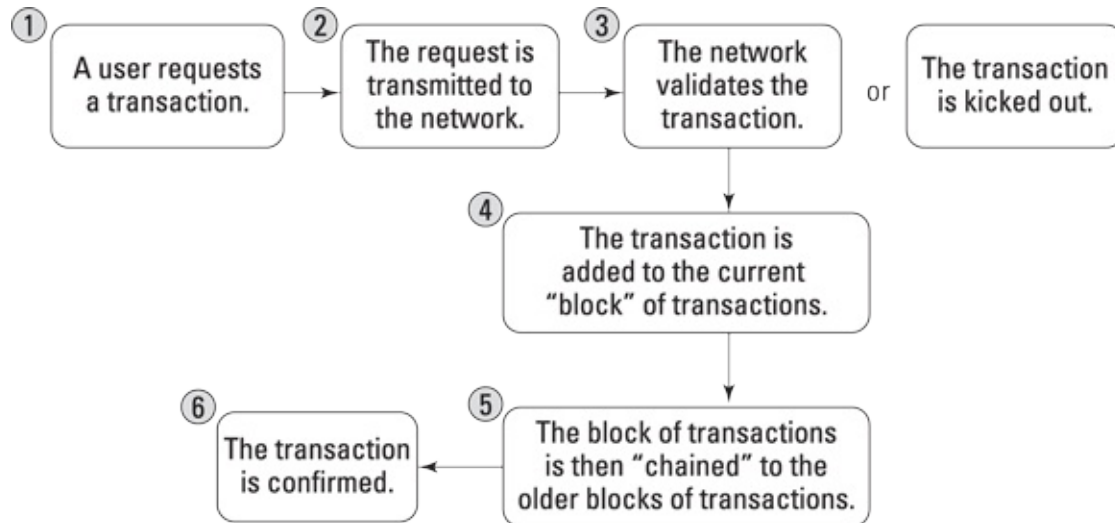 1
A user requests
a transaction.
2
The request is
transmitted to
the network.
3
The network
validates the
transaction.
or
The transaction
is kicked out.
4
The transaction is
added to the current
“block” of transactions.
5
The block of transactions
is then “chained” to the
older blocks of transactions.
6
The transaction
is confirmed.